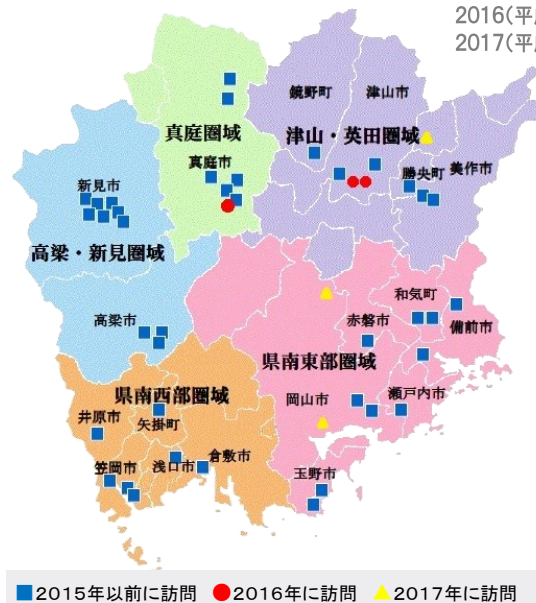 2016(平
2017(平
鏡野町
津山市
真庭圏域
津山・英田圏域
真庭市
勝央町
美作市
新見市
高梁・新見圏域
和気町
高梁市
赤磐市
備前市
県南東部圏域
県南西部圏域
岡山市
瀬戸内市
井原市
矢掛町
笠岡市
浅口市
倉敷市
玉野市
2015年以前に訪問 2016年に訪問 2017年に訪問